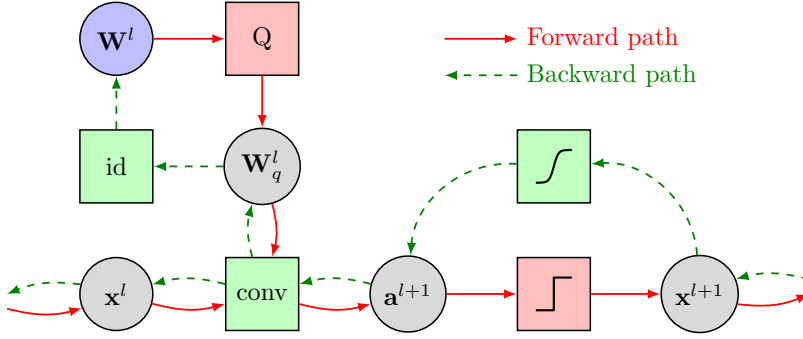 W^l
Q
Forward path
Backward path
id
W_q^l
x^l
conv
a^{l+1}
x^{l+1}